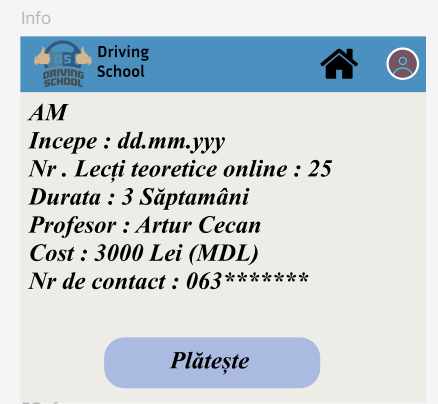 Info
DS
DRIVING
SCHOOL
Driving
School
AM
Incepe : dd.mm.yyy
Nr . Lecți teoretice online : 25
Durata : 3 Săptamâni
Profesor : Artur Cecan
Cost : 3000 Lei (MDL)
Nr de contact : 063*******
Plătește